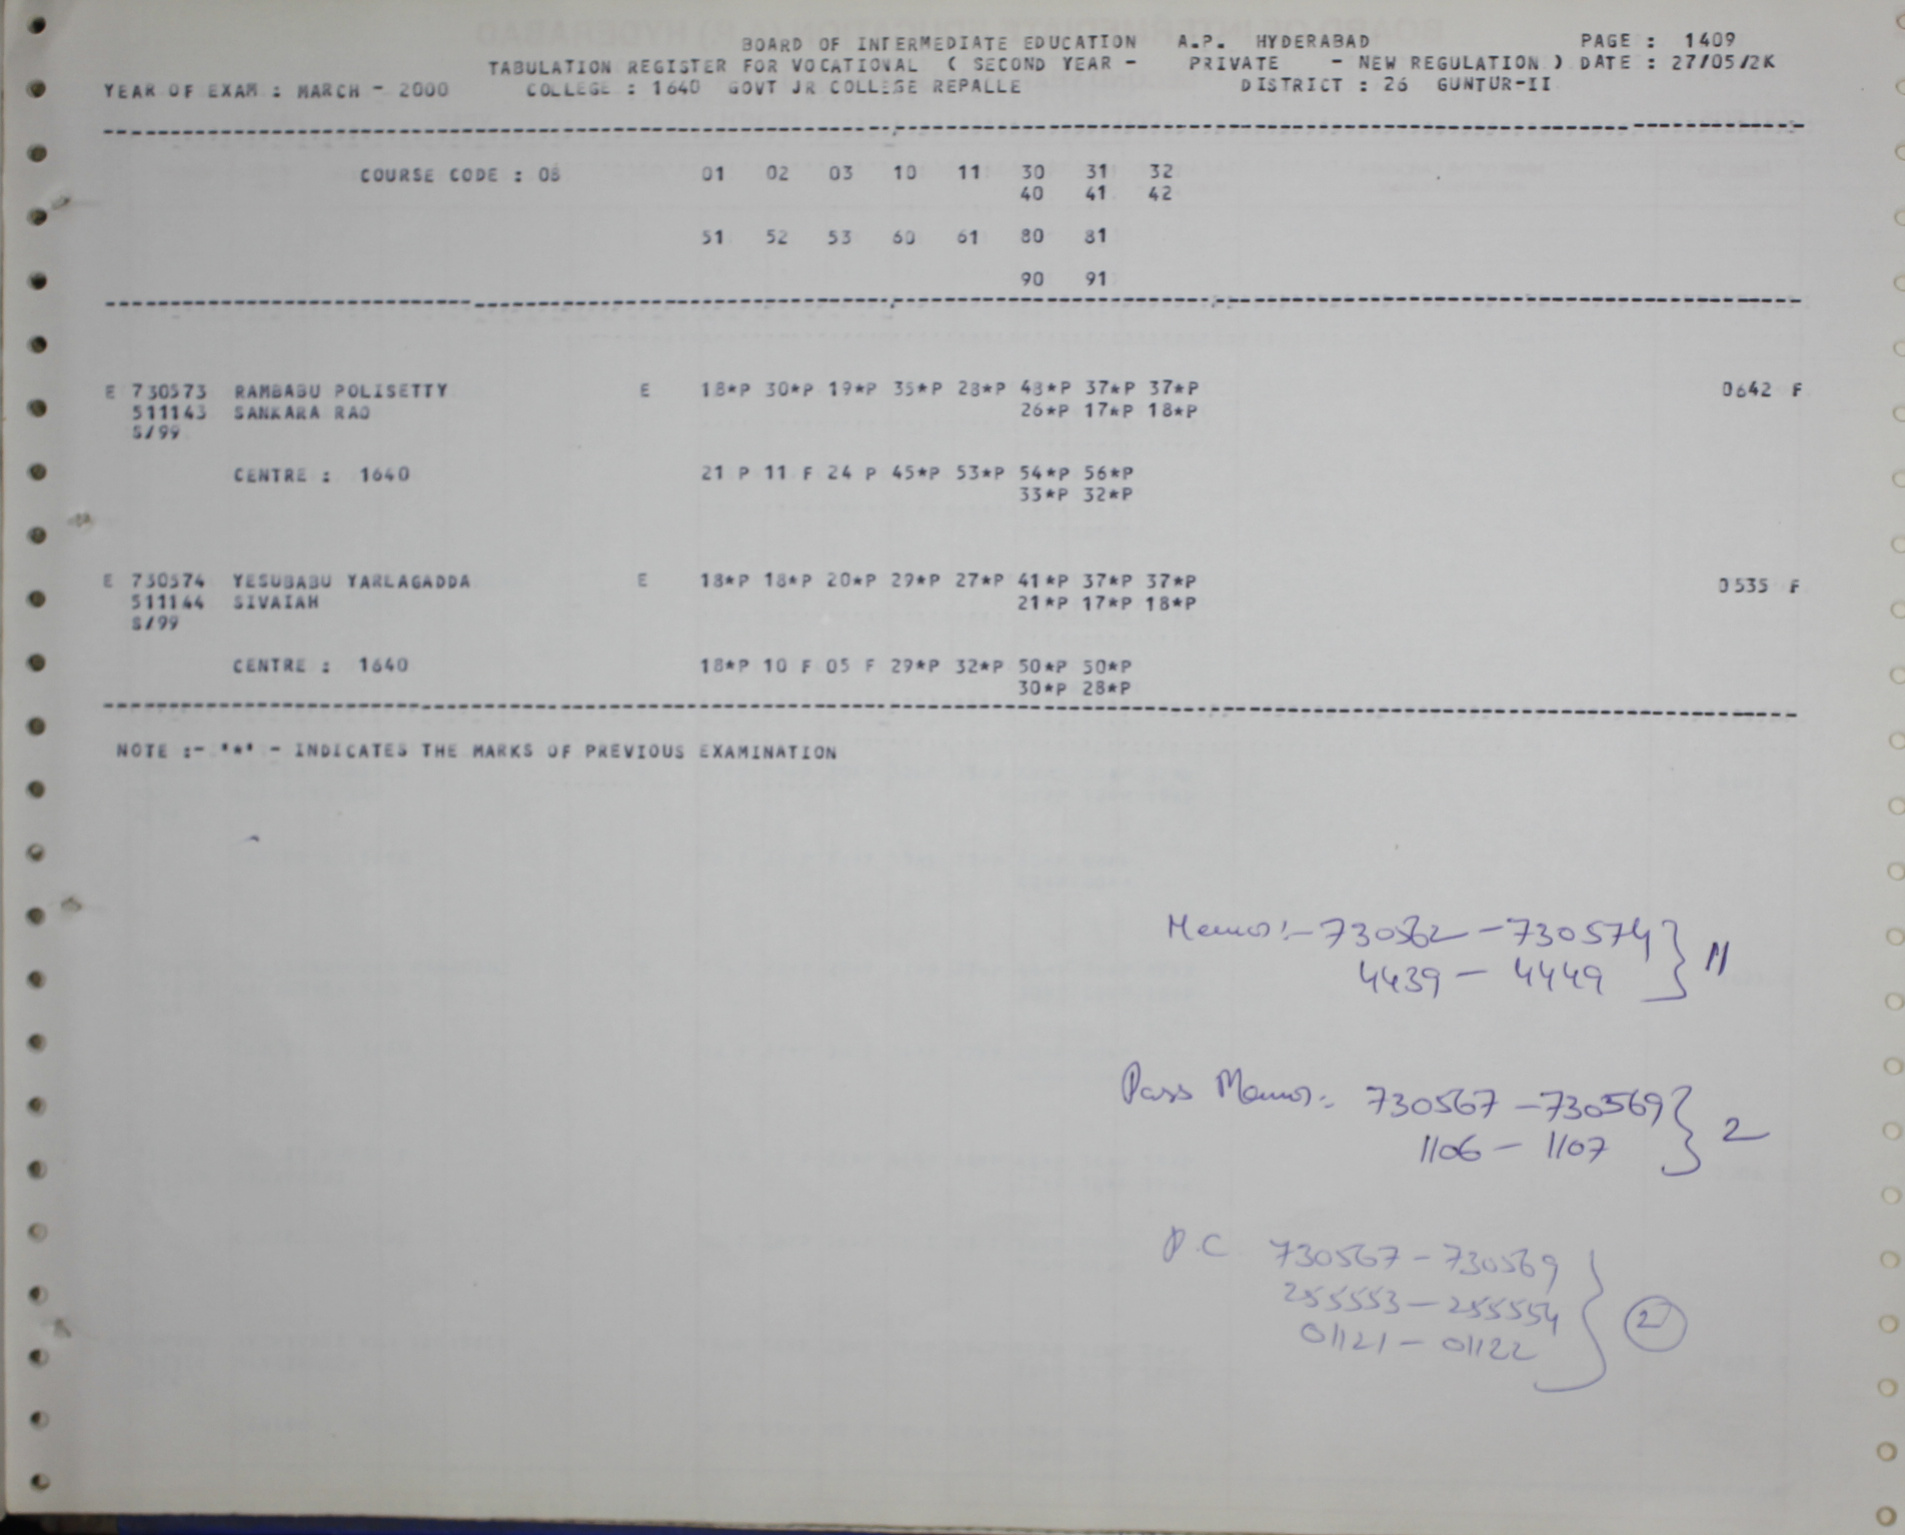 BOARD OF INTERMEDIATE EDUCATION A.P. HYDERABAD PAGE : 1409
TABULATION REGISTER FOR VOCATIONAL ( SECOND YEAR - PRIVATE - NEW REGULATION ) DATE : 27/05/2K
YEAR OF EXAM : MARCH - 2000 COLLEGE : 1640 GOVT JR COLLEGE REPALLE DISTRICT : 26 GUNTUR-II
COURSE CODE : 08 01 02 03 10 11 30 31 32
40 41 42
51 52 53 60 61 80 81
90 91
E 730573 RAMBABU POLISETTY E 18*P 30*P 19*P 35*P 28*P 48*P 37*P 37*P 0642 F
511143 SANKARA RAO 26*P 17*P 18*P
S/99
CENTRE : 1640 21 P 11 F 24 P 45*P 53*P 54*P 56*P
33*P 32*P
E 730574 YESUBABU YARLAGADDA E 18*P 18*P 20*P 29*P 27*P 41*P 37*P 37*P 0535 F
511144 SIVAIAH 21*P 17*P 18*P
S/99
CENTRE : 1640 18*P 10 F 05 F 29*P 32*P 50*P 50*P
30*P 28*P
NOTE :- '*' - INDICATES THE MARKS OF PREVIOUS EXAMINATION
Memos:- 730562 - 730574 } 11
4439 - 4449
Pass Memos:- 730567 - 730569 } 2
1106 - 1107
P.C 730567 - 730569
255553 - 255554 } 2
01121 - 01122